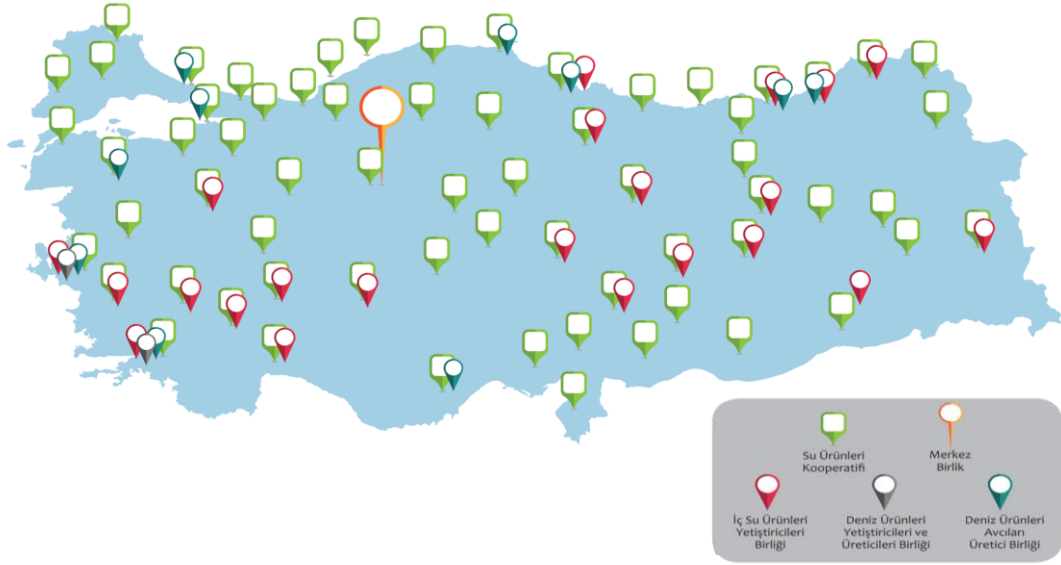 Su Ürünleri
Kooperatifi
Merkez
Birlik
İç Su Ürünleri
Yetiştiricileri
Birliği
Deniz Ürünleri
Yetiştiricileri ve
Üreticileri Birliği
Deniz Ürünleri
Avcıları
Üretici Birliği